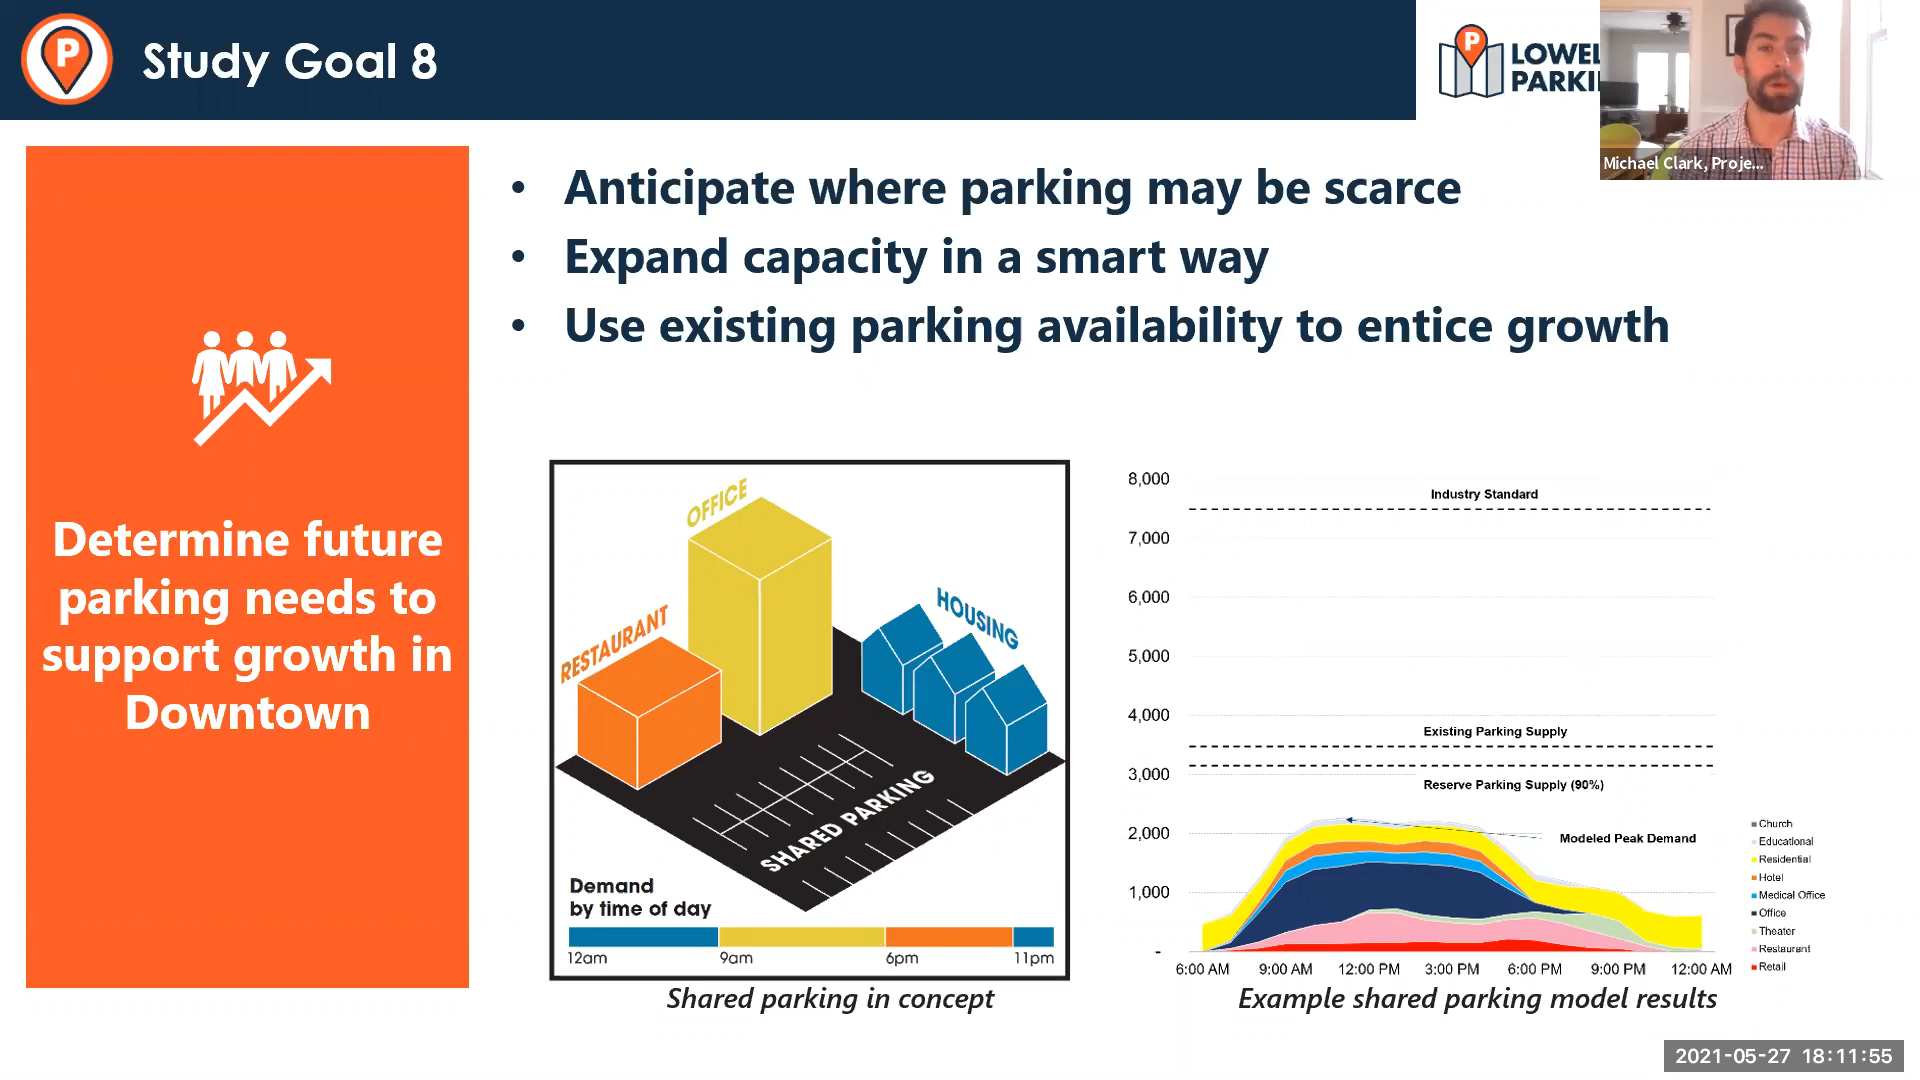 P
Study Goal 8
P
LOWEL
PARKI
Michael Clark, Proje...
Determine future
parking needs to
support growth in
Downtown
• Anticipate where parking may be scarce
• Expand capacity in a smart way
• Use existing parking availability to entice growth
OFFICE
RESTAURANT
HOUSING
SHARED PARKING
Demand
by time of day
12am 9am 6pm 11pm
Shared parking in concept
8,000
Industry Standard
7,000
6,000
5,000
4,000
Existing Parking Supply
3,000
Reserve Parking Supply (90%)
2,000
Modeled Peak Demand
1,000
-
6:00 AM 9:00 AM 12:00 PM 3:00 PM 6:00 PM 9:00 PM 12:00 AM
Church
Educational
Residential
Hotel
Medical Office
Office
Theater
Restaurant
Retail
Example shared parking model results
2021-05-27 18:11:55